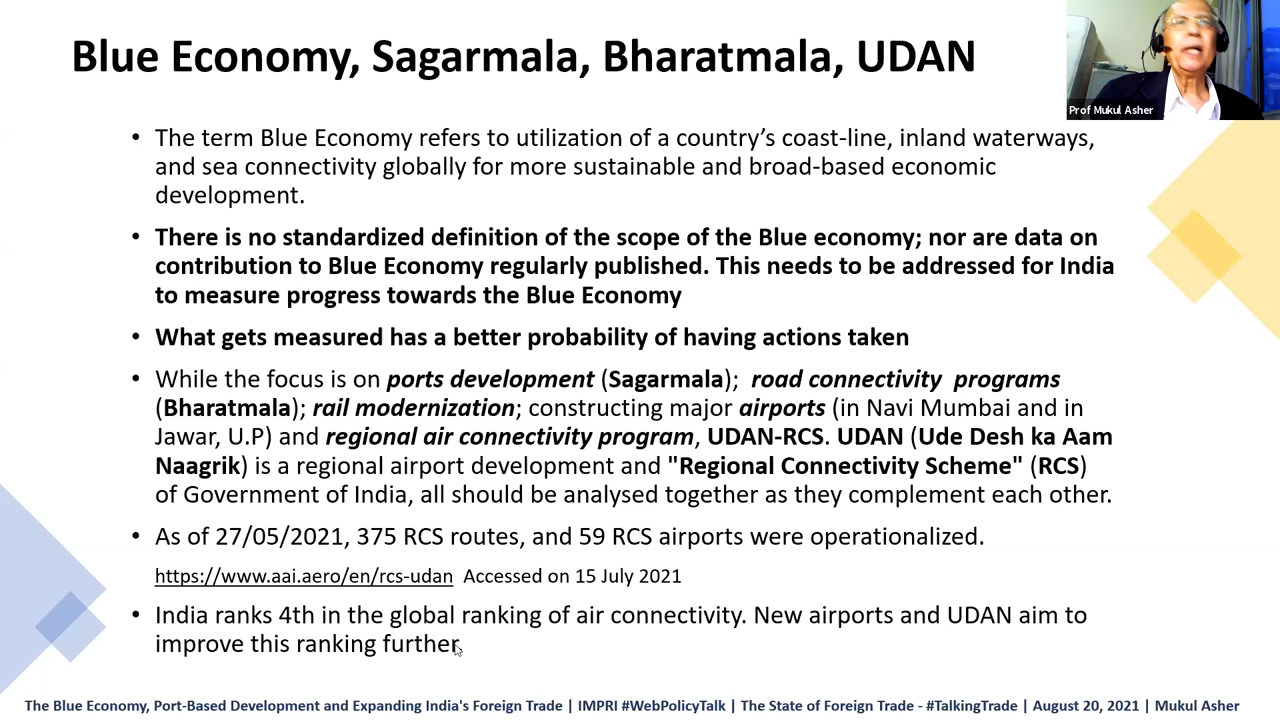 Blue Economy, Sagarmala, Bharatmala, UDAN
Prof Mukul Asher
• The term Blue Economy refers to utilization of a country’s coast-line, inland waterways,
and sea connectivity globally for more sustainable and broad-based economic
development.
• There is no standardized definition of the scope of the Blue economy; nor are data on
contribution to Blue Economy regularly published. This needs to be addressed for India
to measure progress towards the Blue Economy
• What gets measured has a better probability of having actions taken
• While the focus is on ports development (Sagarmala); road connectivity programs
(Bharatmala); rail modernization; constructing major airports (in Navi Mumbai and in
Jawar, U.P) and regional air connectivity program, UDAN-RCS. UDAN (Ude Desh ka Aam
Naagrik) is a regional airport development and "Regional Connectivity Scheme" (RCS)
of Government of India, all should be analysed together as they complement each other.
• As of 27/05/2021, 375 RCS routes, and 59 RCS airports were operationalized.
https://www.aai.aero/en/rcs-udan Accessed on 15 July 2021
• India ranks 4th in the global ranking of air connectivity. New airports and UDAN aim to
improve this ranking further.
The Blue Economy, Port-Based Development and Expanding India's Foreign Trade | IMPRI #WebPolicyTalk | The State of Foreign Trade - #TalkingTrade | August 20, 2021 | Mukul Asher